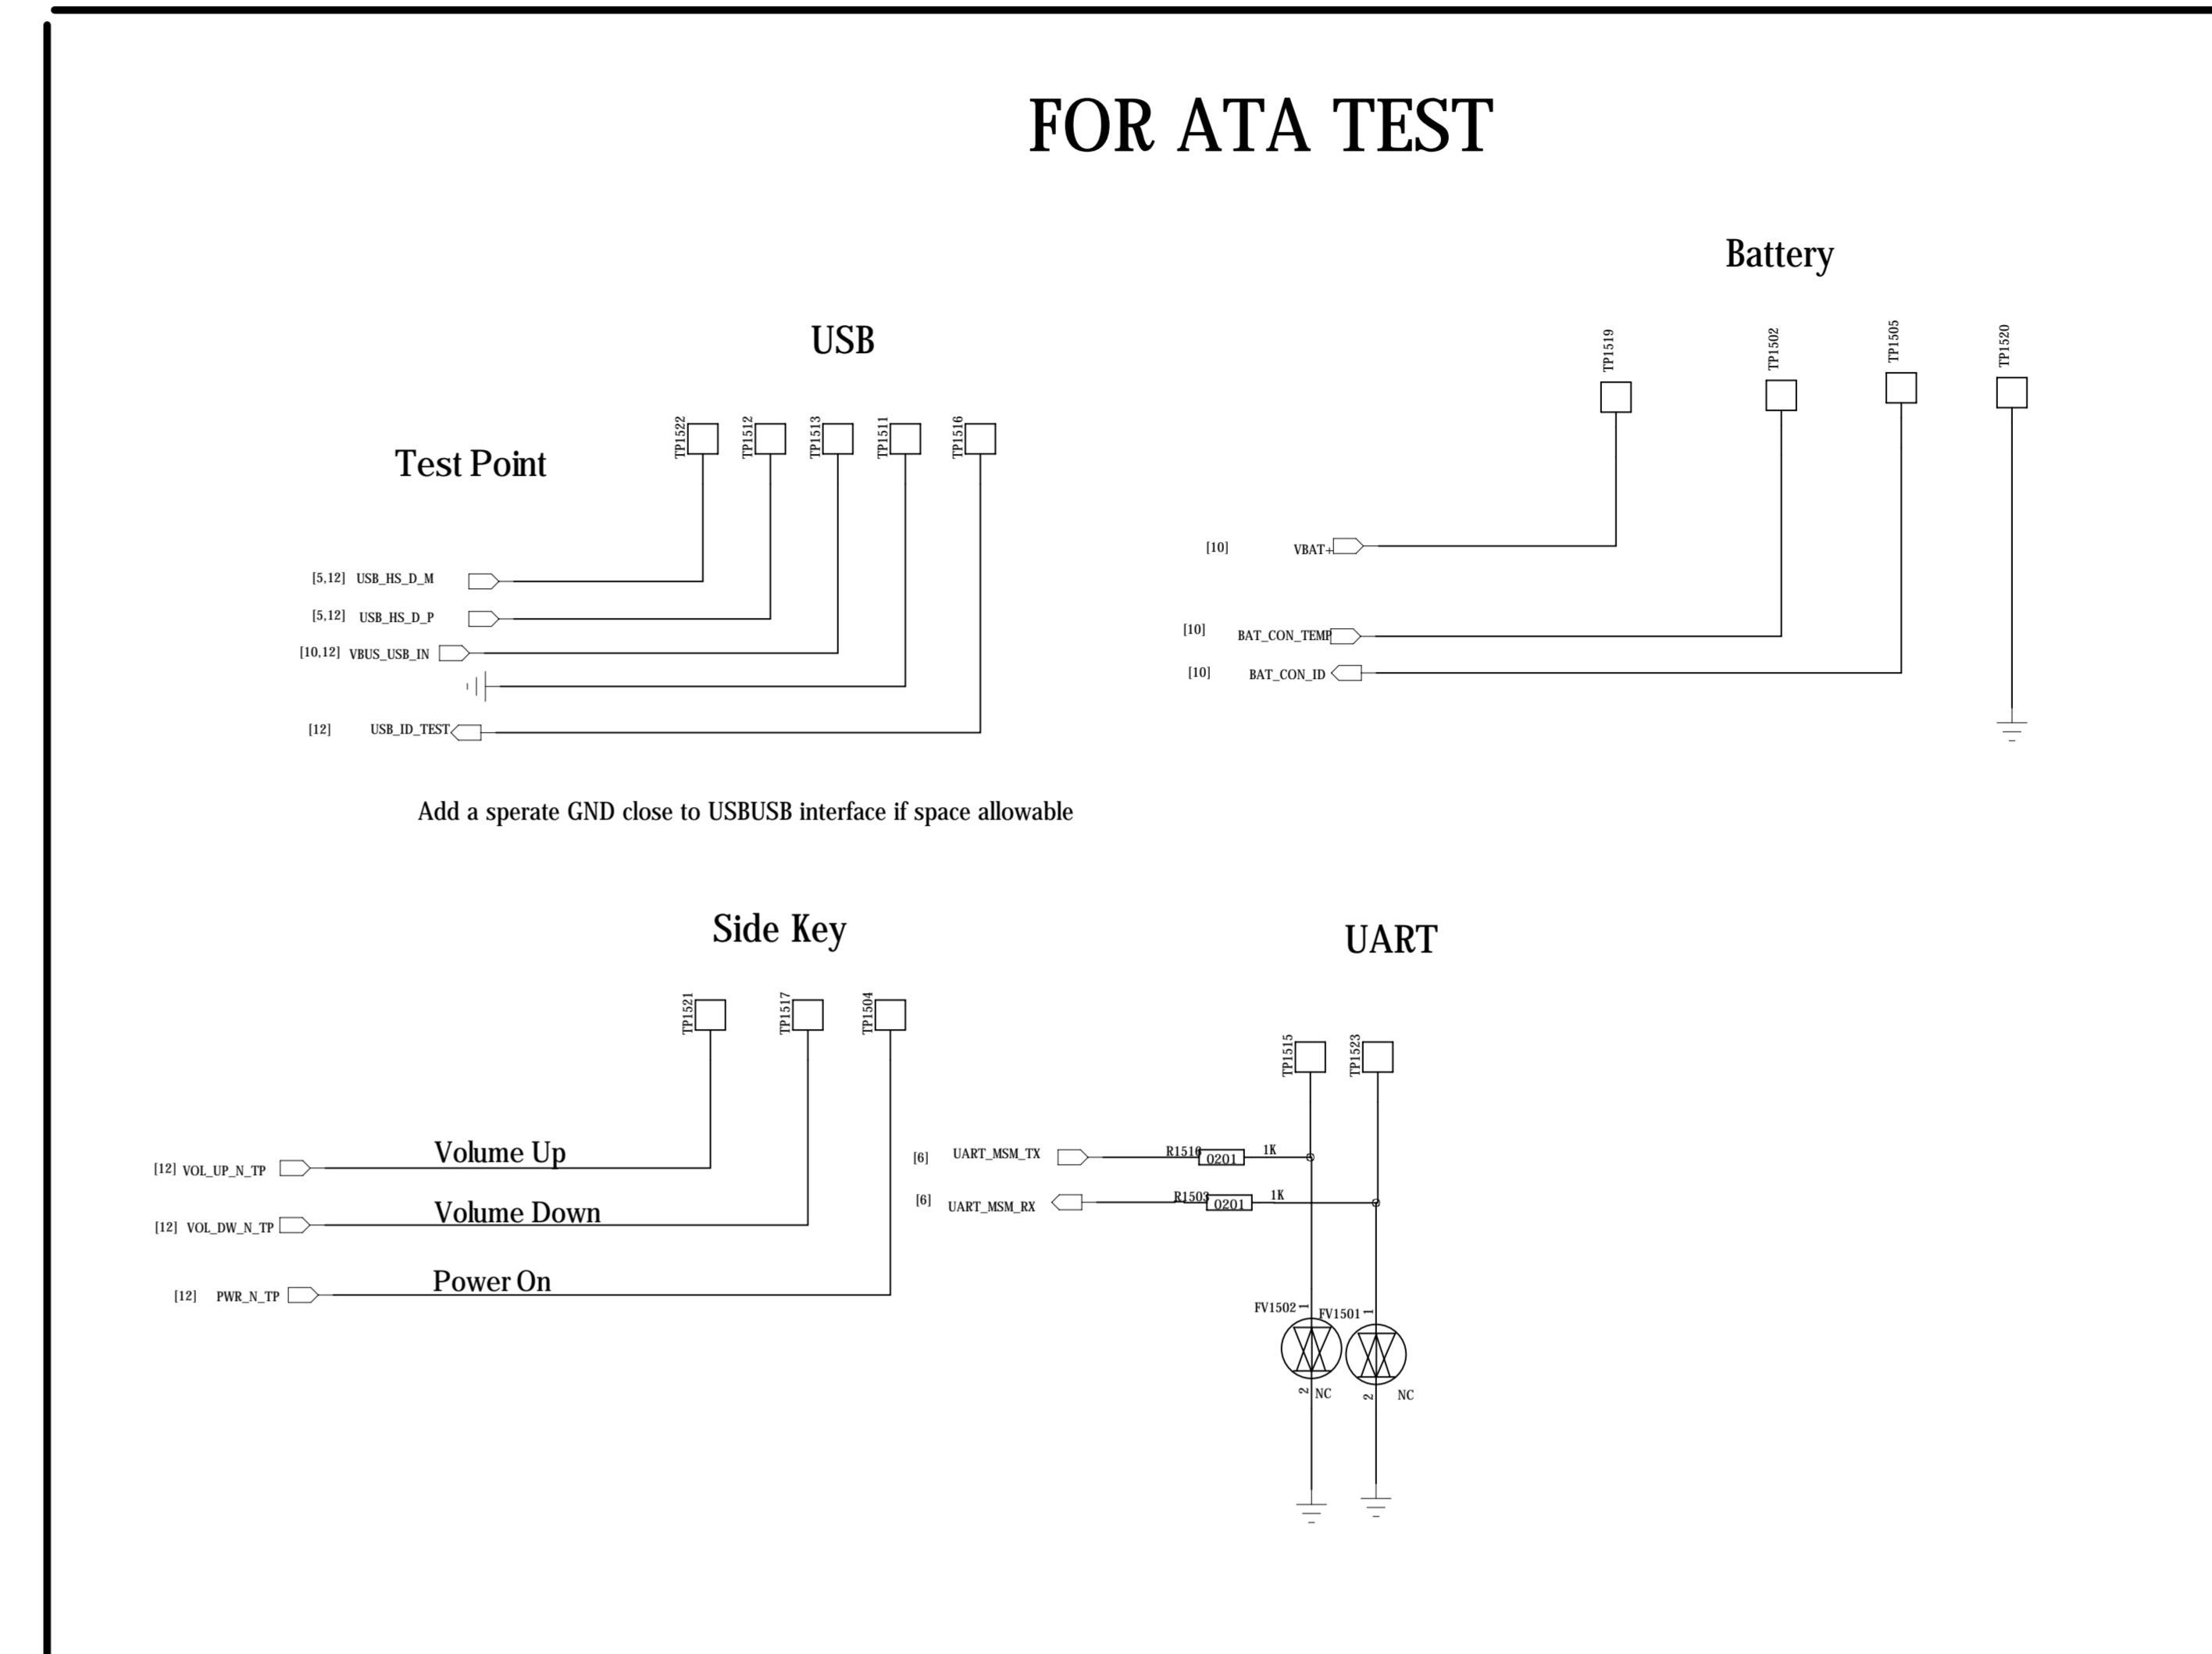 FOR ATA TEST
Battery
USB
TP1519
TP1502
TP1505
TP1520
Test Point
TP1522
TP1512
TP1513
TP1511
TP1516
[5,12] USB_HS_D_M
[5,12] USB_HS_D_P
[10,12] VBUS_USB_IN
[12] USB_ID_TEST
[10] VBAT+
[10] BAT_CON_TEMP
[10] BAT_CON_ID
Add a sperate GND close to USBUSB interface if space allowable
Side Key
UART
TP1521
TP1517
TP1504
TP1515
TP1523
Volume Up
[12] VOL_UP_N_TP
Volume Down
[12] VOL_DW_N_TP
Power On
[12] PWR_N_TP
[6] UART_MSM_TX R1516 0201 1K
[6] UART_MSM_RX R1503 0201 1K
FV1502 1
FV1501 1
2 NC
2 NC